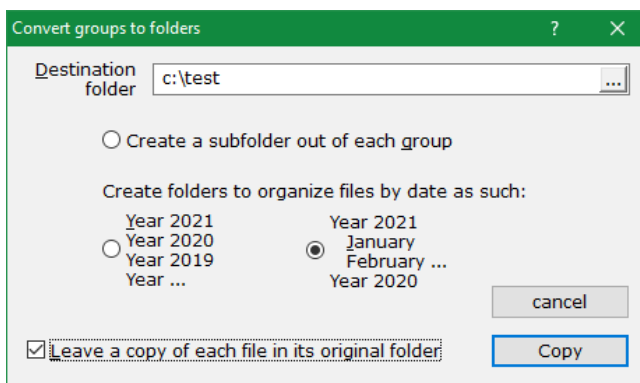 Convert groups to folders ? ×
Destination
folder
c:\test
...
Create a subfolder out of each group
Create folders to organize files by date as such:
Year 2021
Year 2020
Year 2019
Year ...
Year 2021
January
February ...
Year 2020
cancel
Leave a copy of each file in its original folder
Copy